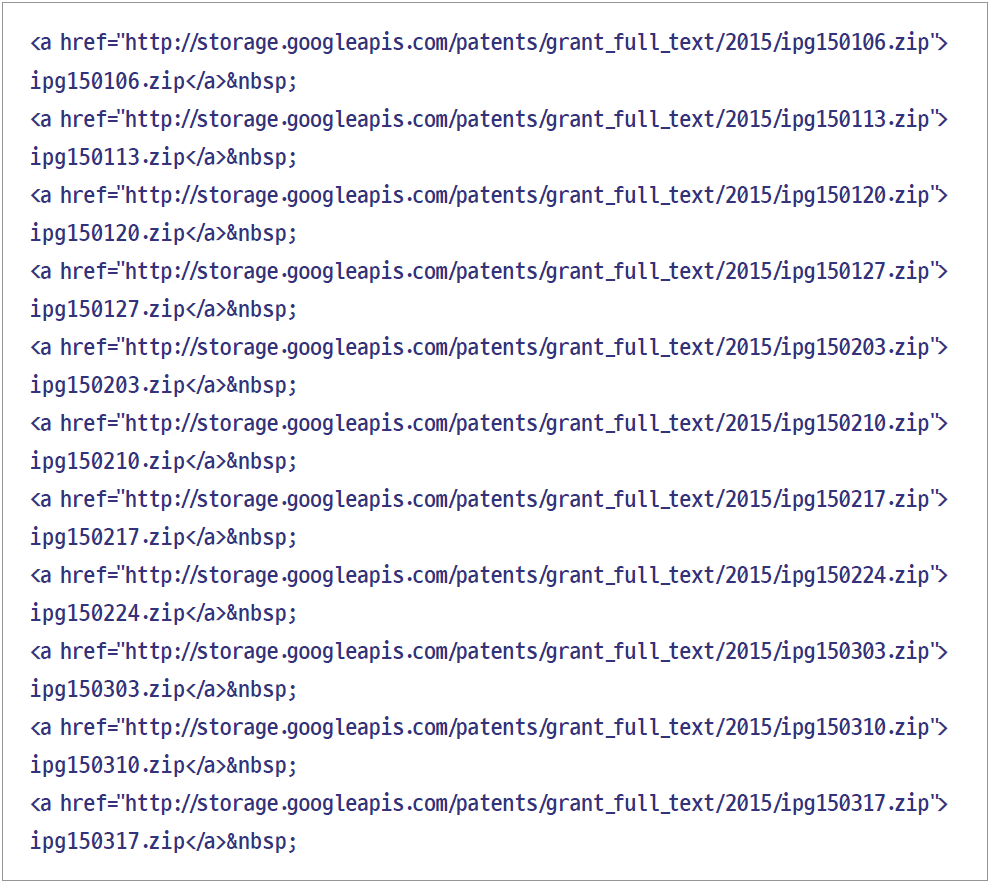 <a href="http://storage.googleapis.com/patents/grant_full_text/2015/ipg150106.zip">
ipg150106.zip</a>&nbsp;
<a href="http://storage.googleapis.com/patents/grant_full_text/2015/ipg150113.zip">
ipg150113.zip</a>&nbsp;
<a href="http://storage.googleapis.com/patents/grant_full_text/2015/ipg150120.zip">
ipg150120.zip</a>&nbsp;
<a href="http://storage.googleapis.com/patents/grant_full_text/2015/ipg150127.zip">
ipg150127.zip</a>&nbsp;
<a href="http://storage.googleapis.com/patents/grant_full_text/2015/ipg150203.zip">
ipg150203.zip</a>&nbsp;
<a href="http://storage.googleapis.com/patents/grant_full_text/2015/ipg150210.zip">
ipg150210.zip</a>&nbsp;
<a href="http://storage.googleapis.com/patents/grant_full_text/2015/ipg150217.zip">
ipg150217.zip</a>&nbsp;
<a href="http://storage.googleapis.com/patents/grant_full_text/2015/ipg150224.zip">
ipg150224.zip</a>&nbsp;
<a href="http://storage.googleapis.com/patents/grant_full_text/2015/ipg150303.zip">
ipg150303.zip</a>&nbsp;
<a href="http://storage.googleapis.com/patents/grant_full_text/2015/ipg150310.zip">
ipg150310.zip</a>&nbsp;
<a href="http://storage.googleapis.com/patents/grant_full_text/2015/ipg150317.zip">
ipg150317.zip</a>&nbsp;